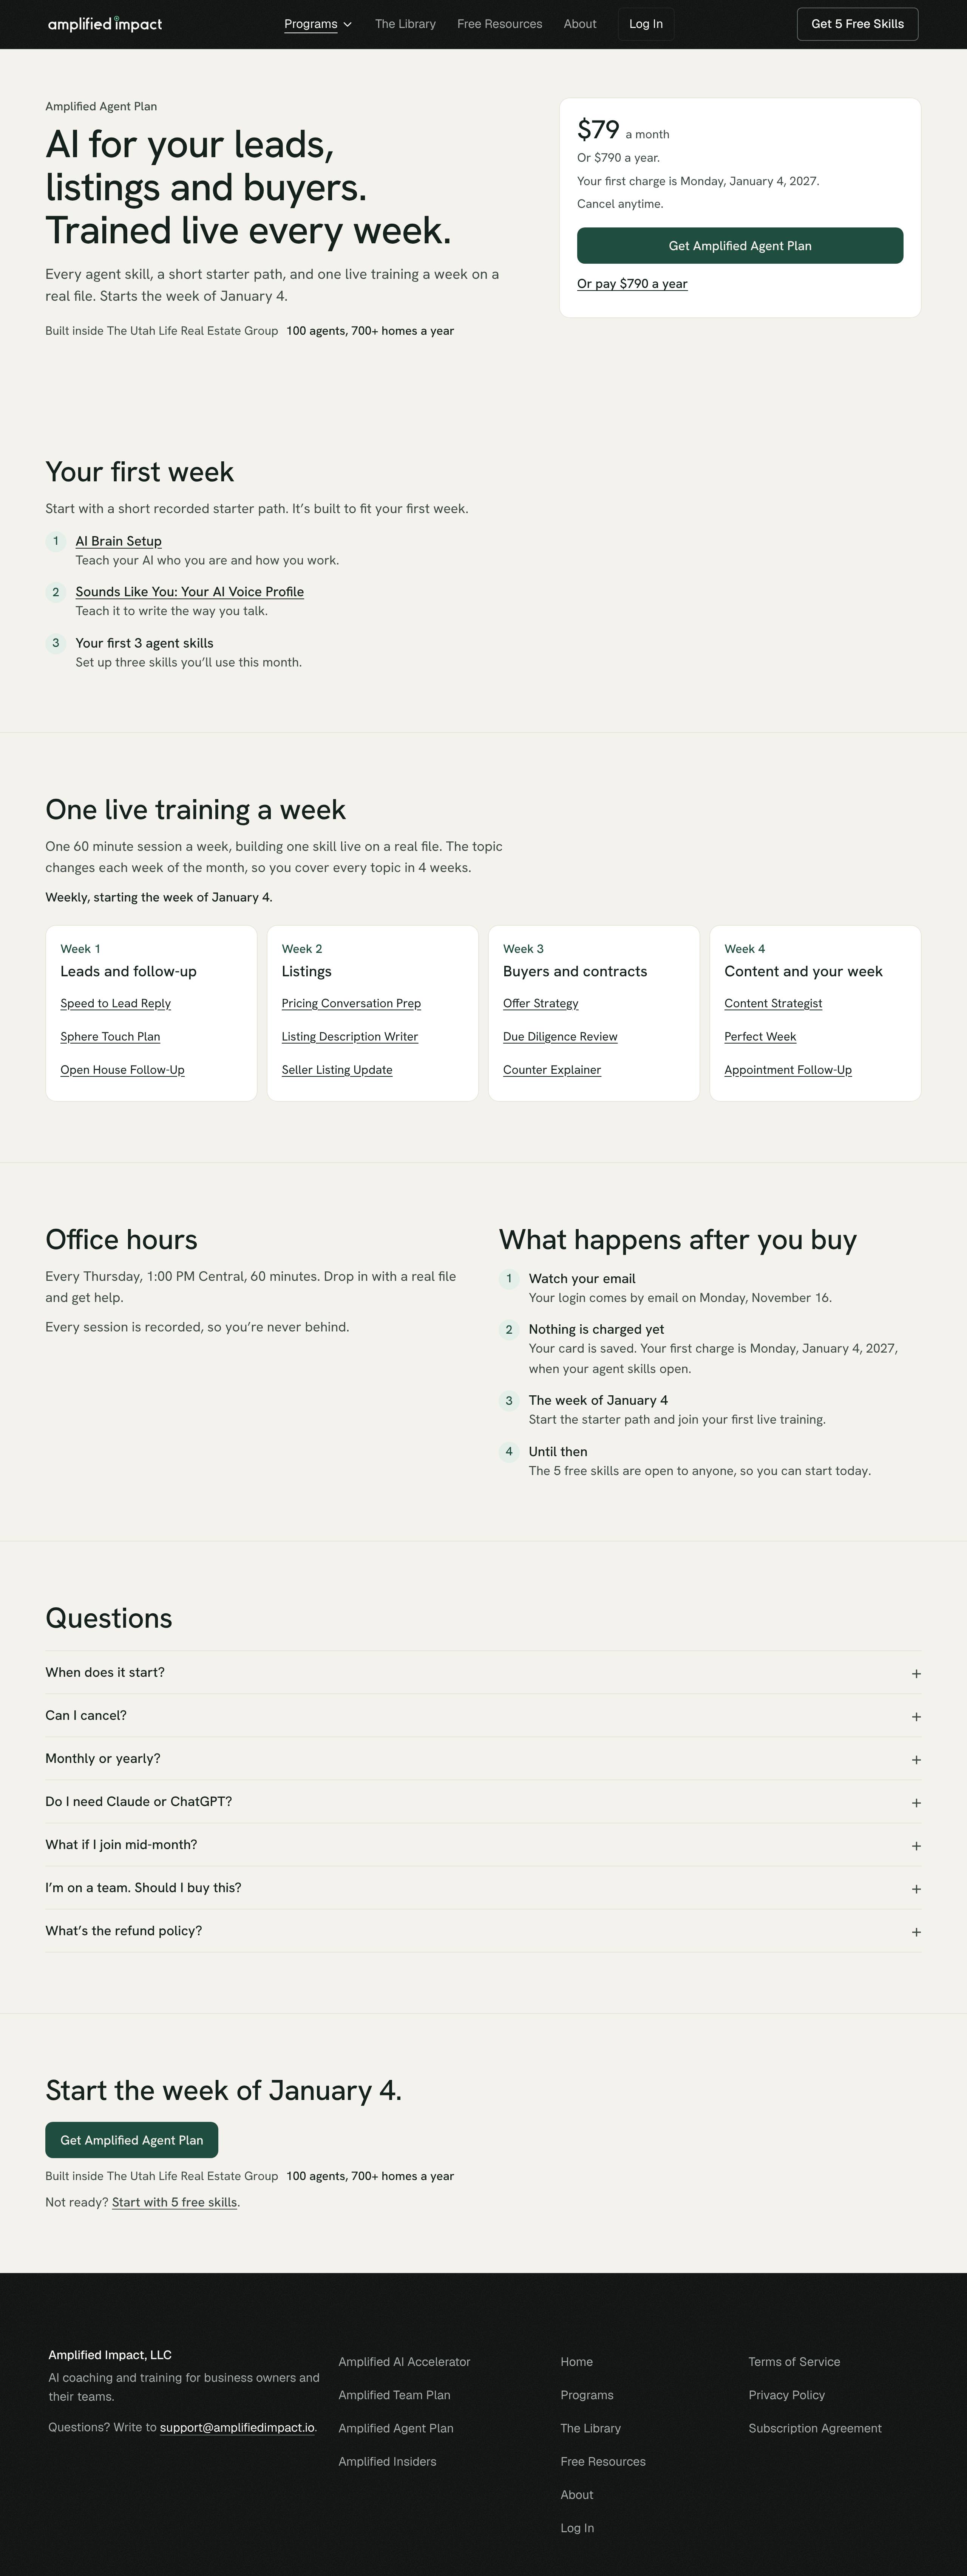 amplified impact
Programs
The Library
Free Resources
About
Log In
Get 5 Free Skills
Amplified Agent Plan
AI for your leads,
listings and buyers.
Trained live every week.
Every agent skill, a short starter path, and one live training a week on a
real file. Starts the week of January 4.
Built inside The Utah Life Real Estate Group 100 agents, 700+ homes a year
$79 a month
Or $790 a year.
Your first charge is Monday, January 4, 2027.
Cancel anytime.
Get Amplified Agent Plan
Or pay $790 a year
Your first week
Start with a short recorded starter path. It’s built to fit your first week.
1 AI Brain Setup
Teach your AI who you are and how you work.
2 Sounds Like You: Your AI Voice Profile
Teach it to write the way you talk.
3 Your first 3 agent skills
Set up three skills you’ll use this month.
One live training a week
One 60 minute session a week, building one skill live on a real file. The topic
changes each week of the month, so you cover every topic in 4 weeks.
Weekly, starting the week of January 4.
Week 1
Leads and follow-up
Speed to Lead Reply
Sphere Touch Plan
Open House Follow-Up
Week 2
Listings
Pricing Conversation Prep
Listing Description Writer
Seller Listing Update
Week 3
Buyers and contracts
Offer Strategy
Due Diligence Review
Counter Explainer
Week 4
Content and your week
Content Strategist
Perfect Week
Appointment Follow-Up
Office hours
Every Thursday, 1:00 PM Central, 60 minutes. Drop in with a real file
and get help.
Every session is recorded, so you’re never behind.
What happens after you buy
1 Watch your email
Your login comes by email on Monday, November 16.
2 Nothing is charged yet
Your card is saved. Your first charge is Monday, January 4, 2027,
when your agent skills open.
3 The week of January 4
Start the starter path and join your first live training.
4 Until then
The 5 free skills are open to anyone, so you can start today.
Questions
When does it start? +
Can I cancel? +
Monthly or yearly? +
Do I need Claude or ChatGPT? +
What if I join mid-month? +
I’m on a team. Should I buy this? +
What’s the refund policy? +
Start the week of January 4.
Get Amplified Agent Plan
Built inside The Utah Life Real Estate Group 100 agents, 700+ homes a year
Not ready? Start with 5 free skills.
Amplified Impact, LLC
AI coaching and training for business owners and
their teams.
Questions? Write to support@amplifiedimpact.io.
Amplified AI Accelerator
Amplified Team Plan
Amplified Agent Plan
Amplified Insiders
Home
Programs
The Library
Free Resources
About
Log In
Terms of Service
Privacy Policy
Subscription Agreement